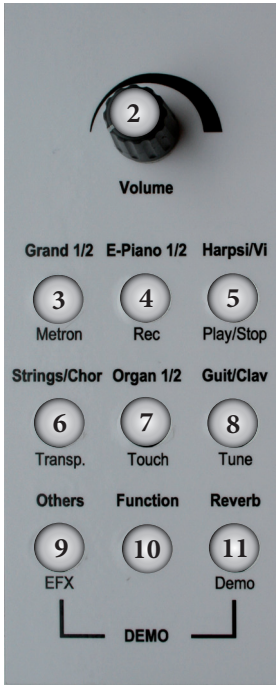 2
Volume
Grand 1/2 E-Piano 1/2 Harpsi/Vi
3 4 5
Metron Rec Play/Stop
Strings/Chor Organ 1/2 Guit/Clav
6 7 8
Transp. Touch Tune
Others Function Reverb
9 10 11
EFX Demo
DEMO